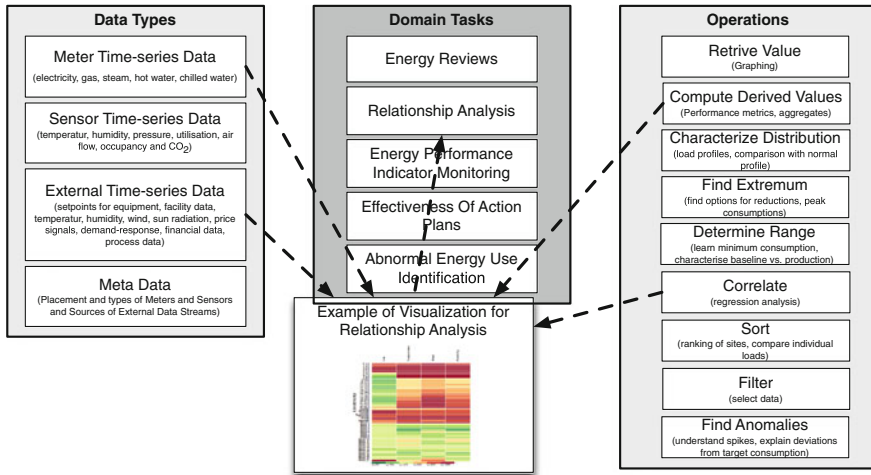 Data Types
Meter Time-series Data
(electricity, gas, steam, hot water, chilled water)
Sensor Time-series Data
(temperatur, humidity, pressure, utilisation, air
flow, occupancy and CO2)
External Time-series Data
(setpoints for equipment, facility data,
temperatur, humidity, wind, sun radiation, price
signals, demand-response, financial data,
process data)
Meta Data
(Placement and types of Meters and Sensors
and Sources of External Data Streams)
Domain Tasks
Energy Reviews
Relationship Analysis
Energy Performance
Indicator Monitoring
Effectiveness Of Action
Plans
Abnormal Energy Use
Identification
Example of Visualization for
Relationship Analysis
Operations
Retrive Value
(Graphing)
Compute Derived Values
(Performance metrics, aggregates)
Characterize Distribution
(load profiles, comparison with normal
profile)
Find Extremum
(find options for reductions, peak
consumptions)
Determine Range
(learn minimum consumption,
characterise baseline vs. production)
Correlate
(regression analysis)
Sort
(ranking of sites, compare individual
loads)
Filter
(select data)
Find Anomalies
(understand spikes, explain deviations
from target consumption)